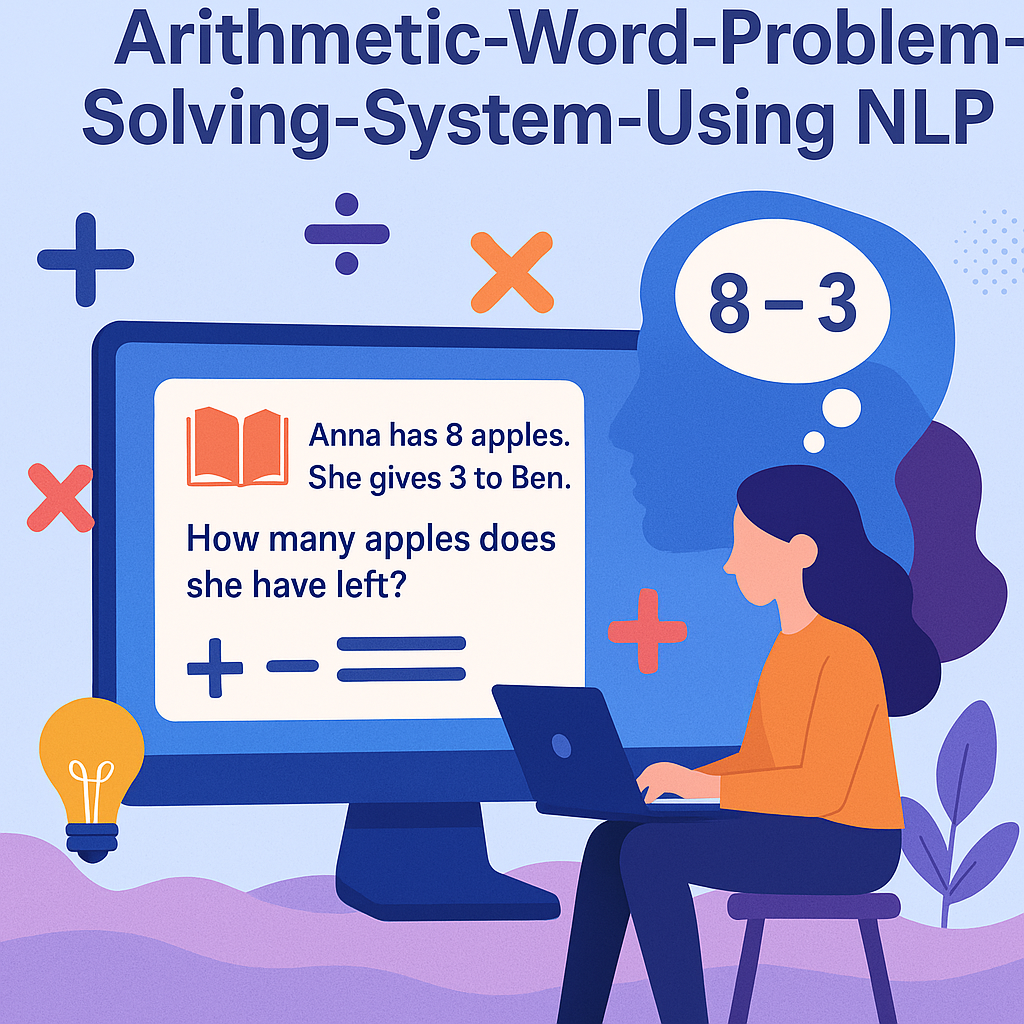 Arithmetic-Word-Problem-
Solving-System-Using NLP
8 – 3
Anna has 8 apples.
She gives 3 to Ben.
How many apples does
she have left?